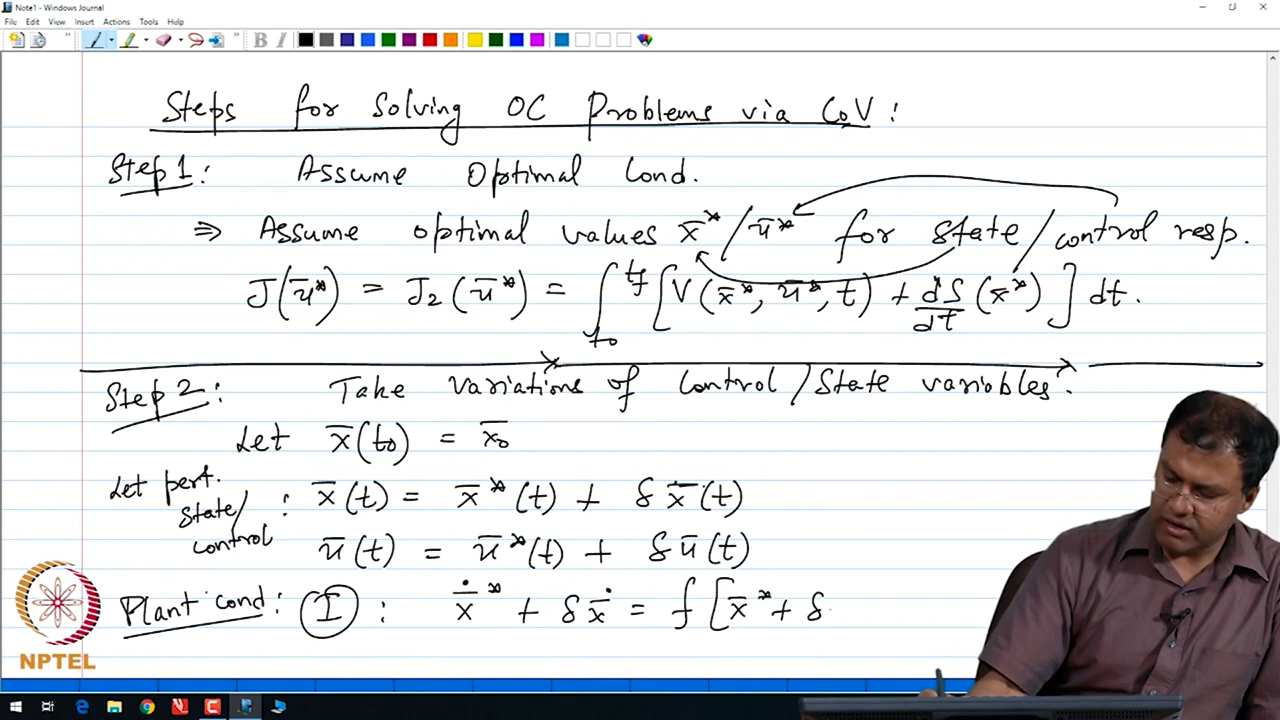 Note1 - Windows Journal
File Edit View Insert Actions Tools Help
B I
Steps for Solving OC Problems via CoV :
Step 1 : Assume Optimal Cond.
⇒ Assume optimal values x̄*/ū* for state/control resp.
J(ū*) = J₂(ū*) = ∫_{t₀}^{tf} [V(x̄*, ū*, t) + dS/dt (x̄*)] dt.
Step 2 : Take variations of control/state variables.
Let x̄(t₀) = x̄₀
Let pert. state/control : x̄(t) = x̄*(t) + δx̄(t)
ū(t) = ū*(t) + δū(t)
Plant cond : I : ẋ̄* + δẋ̄ = f [x̄* + δ
NPTEL